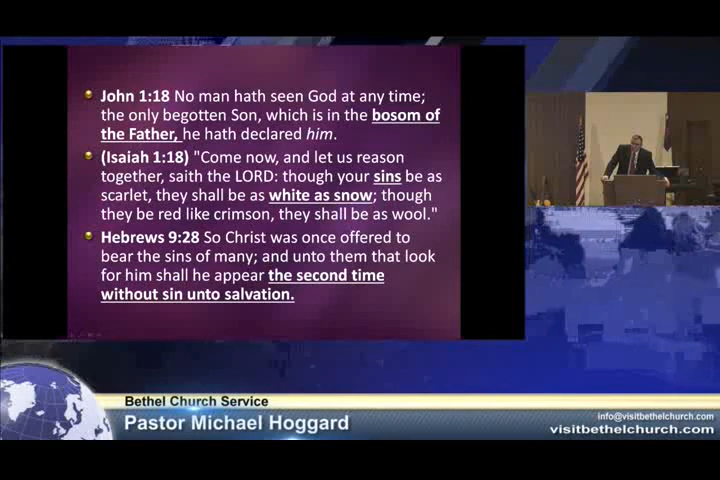 John 1:18 No man hath seen God at any time;
the only begotten Son, which is in the bosom of
the Father, he hath declared him.
(Isaiah 1:18) "Come now, and let us reason
together, saith the LORD: though your sins be as
scarlet, they shall be as white as snow; though
they be red like crimson, they shall be as wool."
Hebrews 9:28 So Christ was once offered to
bear the sins of many; and unto them that look
for him shall he appear the second time
without sin unto salvation.
Bethel Church Service
Pastor Michael Hoggard
info@visitbethelchurch.com
visitbethelchurch.com